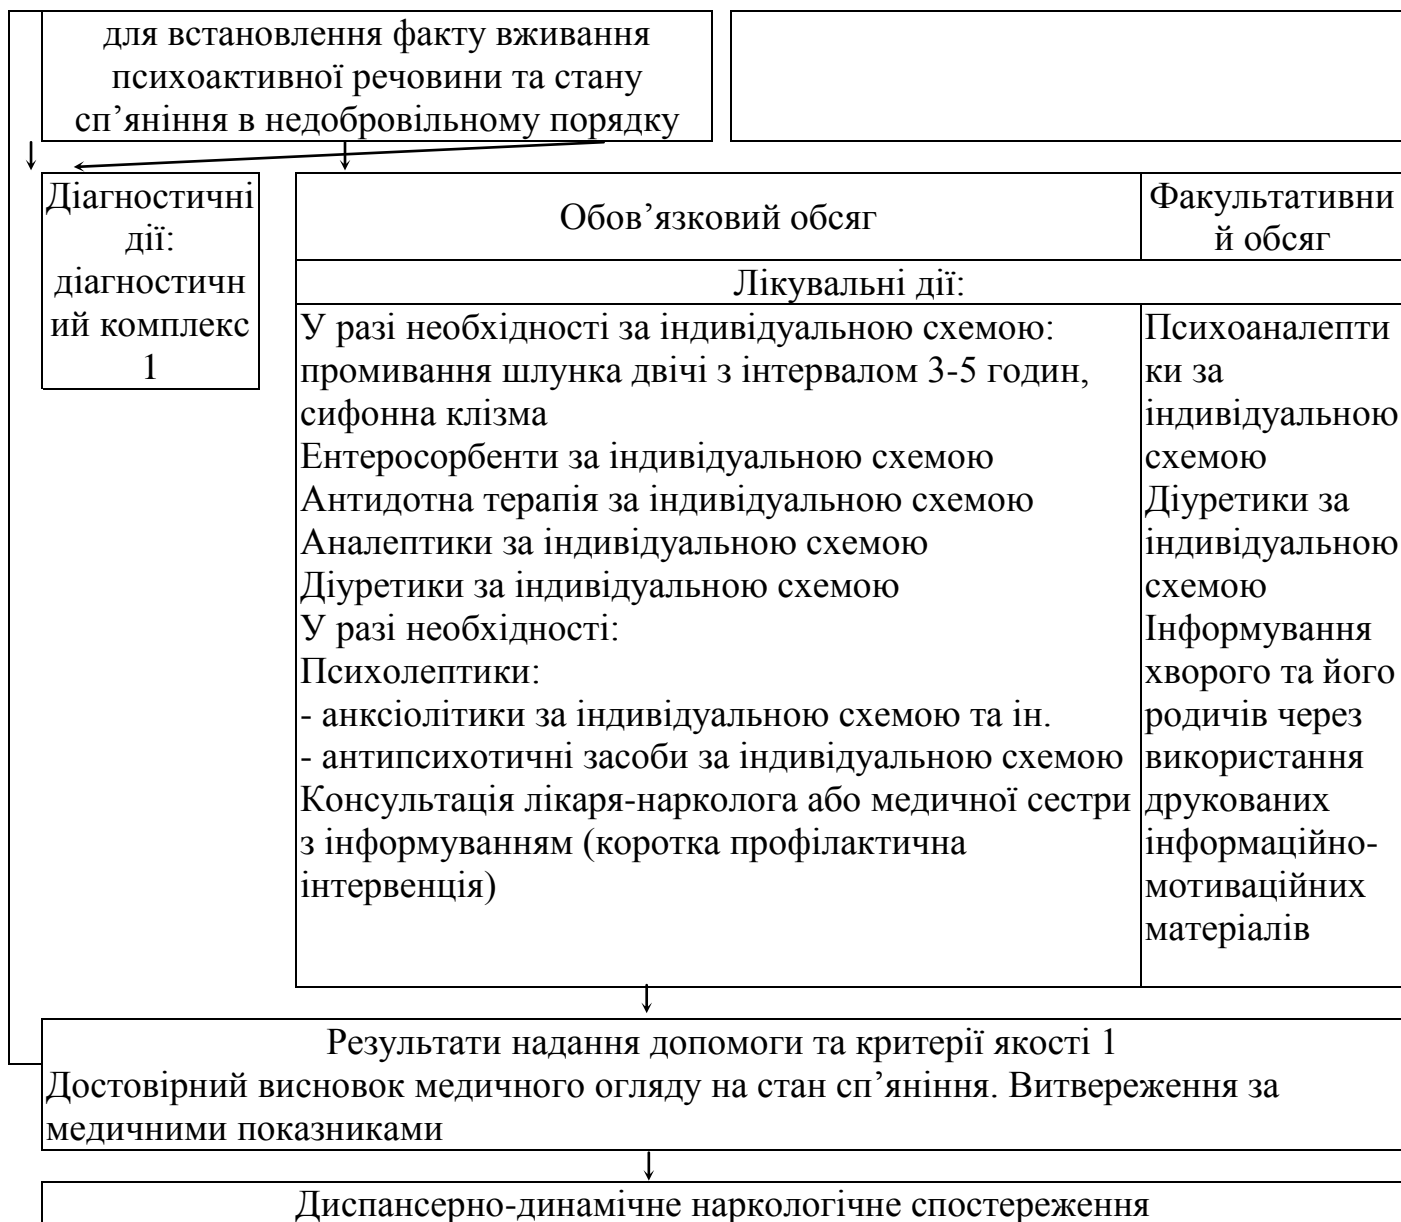 для встановлення факту вживання
психоактивної речовини та стану
сп’яніння в недобровільному порядку
Діагностичні
дії:
діагностичн
ий комплекс
1
Обов’язковий обсяг
Факультативни
й обсяг
Лікувальні дії:
У разі необхідності за індивідуальною схемою:
промивання шлунка двічі з інтервалом 3-5 годин,
сифонна клізма
Ентеросорбенти за індивідуальною схемою
Антидотна терапія за індивідуальною схемою
Аналептики за індивідуальною схемою
Діуретики за індивідуальною схемою
У разі необхідності:
Психолептики:
- анксіолітики за індивідуальною схемою та ін.
- антипсихотичні засоби за індивідуальною схемою
Консультація лікаря-нарколога або медичної сестри
з інформуванням (коротка профілактична
інтервенція)
Психоаналепти
ки за
індивідуальною
схемою
Діуретики за
індивідуальною
схемою
Інформування
хворого та його
родичів через
використання
друкованих
інформаційно-
мотиваційних
матеріалів
Результати надання допомоги та критерії якості 1
Достовірний висновок медичного огляду на стан сп’яніння. Витвереження за
медичними показниками
Диспансерно-динамічне наркологічне спостереження